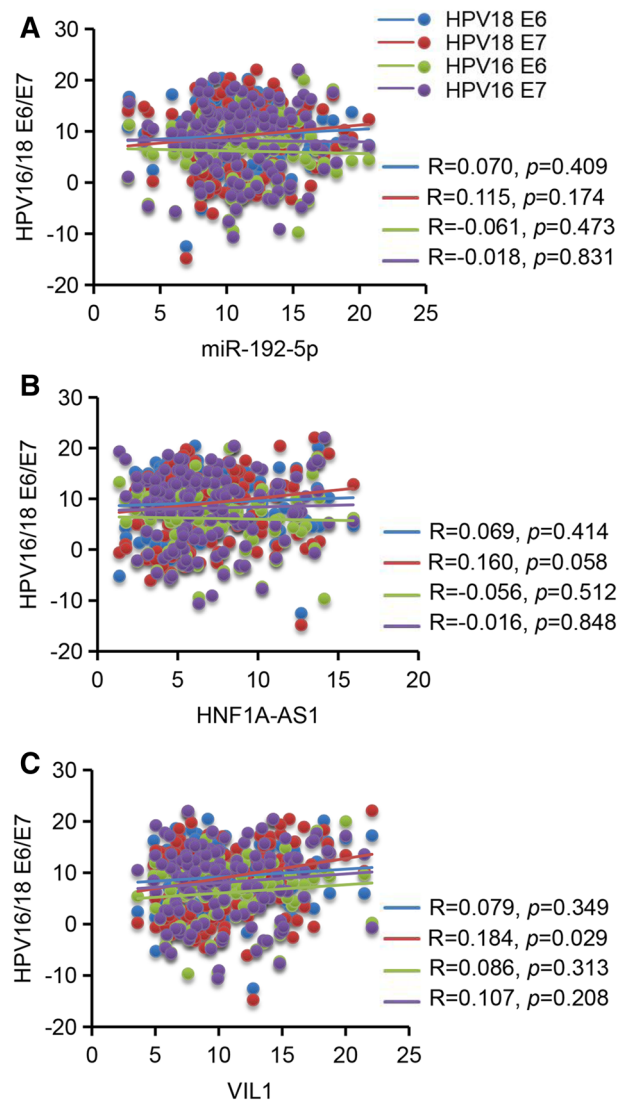 A
HPV18 E6
HPV18 E7
HPV16 E6
HPV16 E7
HPV16/18 E6/E7
30
20
10
0
-10
-20
0 5 10 15 20 25
miR-192-5p
R=0.070, p=0.409
R=0.115, p=0.174
R=-0.061, p=0.473
R=-0.018, p=0.831
B
HPV16/18 E6/E7
30
20
10
0
-10
-20
0 5 10 15 20
HNF1A-AS1
R=0.069, p=0.414
R=0.160, p=0.058
R=-0.056, p=0.512
R=-0.016, p=0.848
C
HPV16/18 E6/E7
30
20
10
0
-10
-20
0 5 10 15 20 25
VIL1
R=0.079, p=0.349
R=0.184, p=0.029
R=0.086, p=0.313
R=0.107, p=0.208